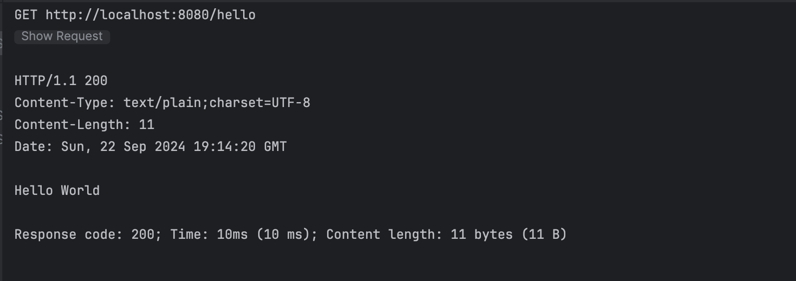 GET http://localhost:8080/hello
Show Request
HTTP/1.1 200
Content-Type: text/plain;charset=UTF-8
Content-Length: 11
Date: Sun, 22 Sep 2024 19:14:20 GMT
Hello World
Response code: 200; Time: 10ms (10 ms); Content length: 11 bytes (11 B)